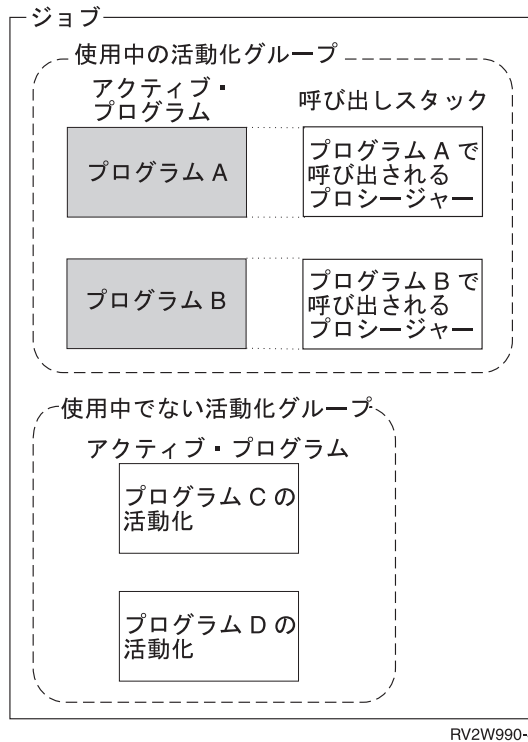 ジョブ
使用中の活動化グループ
アクティブ・
プログラム
呼び出しスタック
プログラム A
プログラム A で
呼び出される
プロシージャー
プログラム B
プログラム B で
呼び出される
プロシージャー
使用中でない活動化グループ
アクティブ・プログラム
プログラム C の
活動化
プログラム D の
活動化
RV2W990-